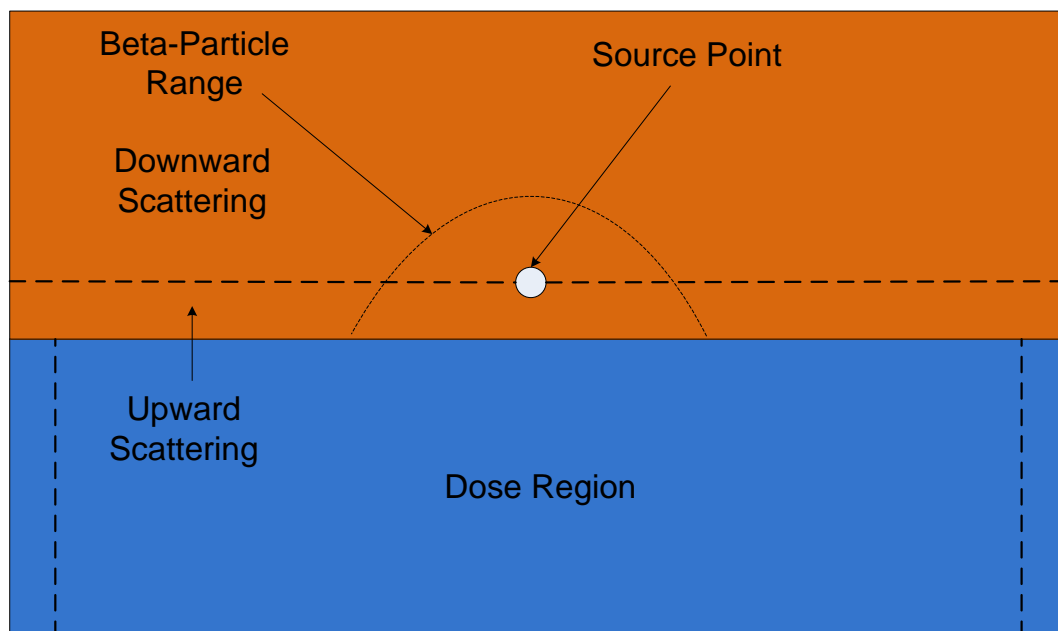 Beta-Particle
Range
Source Point
Downward
Scattering
Upward
Scattering
Dose Region